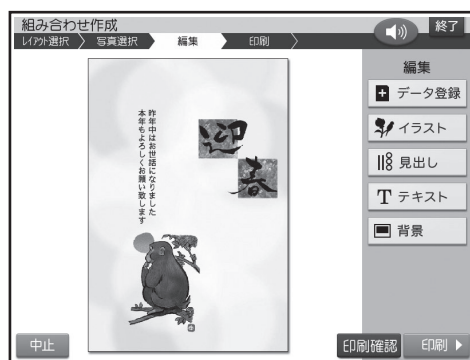 組み合わせ作成
終了
レイアウト選択
写真選択
編集
印刷
編集
データ登録
イラスト
見出し
テキスト
背景
迎
春
昨年中はお世話になりました
本年もよろしくお願い致します
中止
印刷確認
印刷